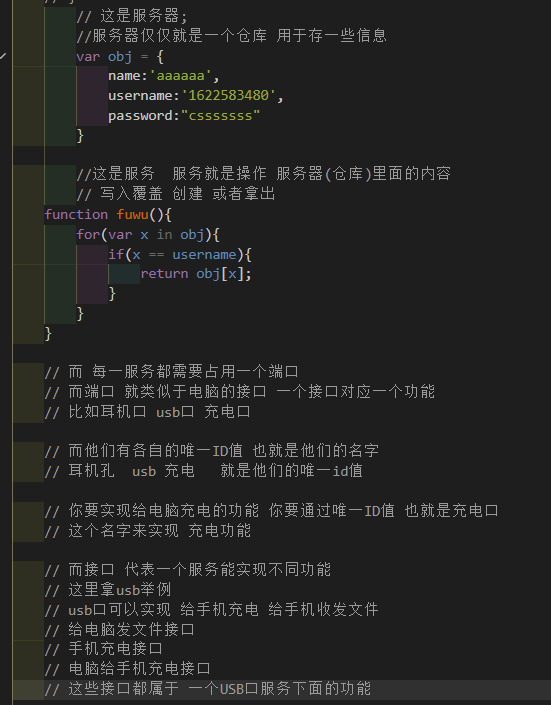 // 这是服务器;
//服务器仅仅就是一个仓库 用于存一些信息
var obj = {
name:'aaaaaa',
username:'1622583480',
password:"csssssss"
}
//这是服务  服务就是操作 服务器(仓库)里面的内容
// 写入覆盖 创建 或者拿出
function fuwu(){
for(var x in obj){
if(x == username){
return obj[x];
}
}
}
// 而 每一服务都需要占用一个端口
// 而端口 就类似于电脑的接口 一个接口对应一个功能
// 比如耳机口 usb口 充电口
// 而他们有各自的唯一ID值 也就是他们的名字
// 耳机孔  usb 充电   就是他们的唯一id值
// 你要实现给电脑充电的功能 你要通过唯一ID值 也就是充电口
// 这个名字来实现 充电功能
// 而接口 代表一个服务能实现不同功能
// 这里拿usb举例
// usb口可以实现 给手机充电 给手机收发文件
// 给电脑发文件接口
// 手机充电接口
// 电脑给手机充电接口
// 这些接口都属于 一个USB口服务下面的功能